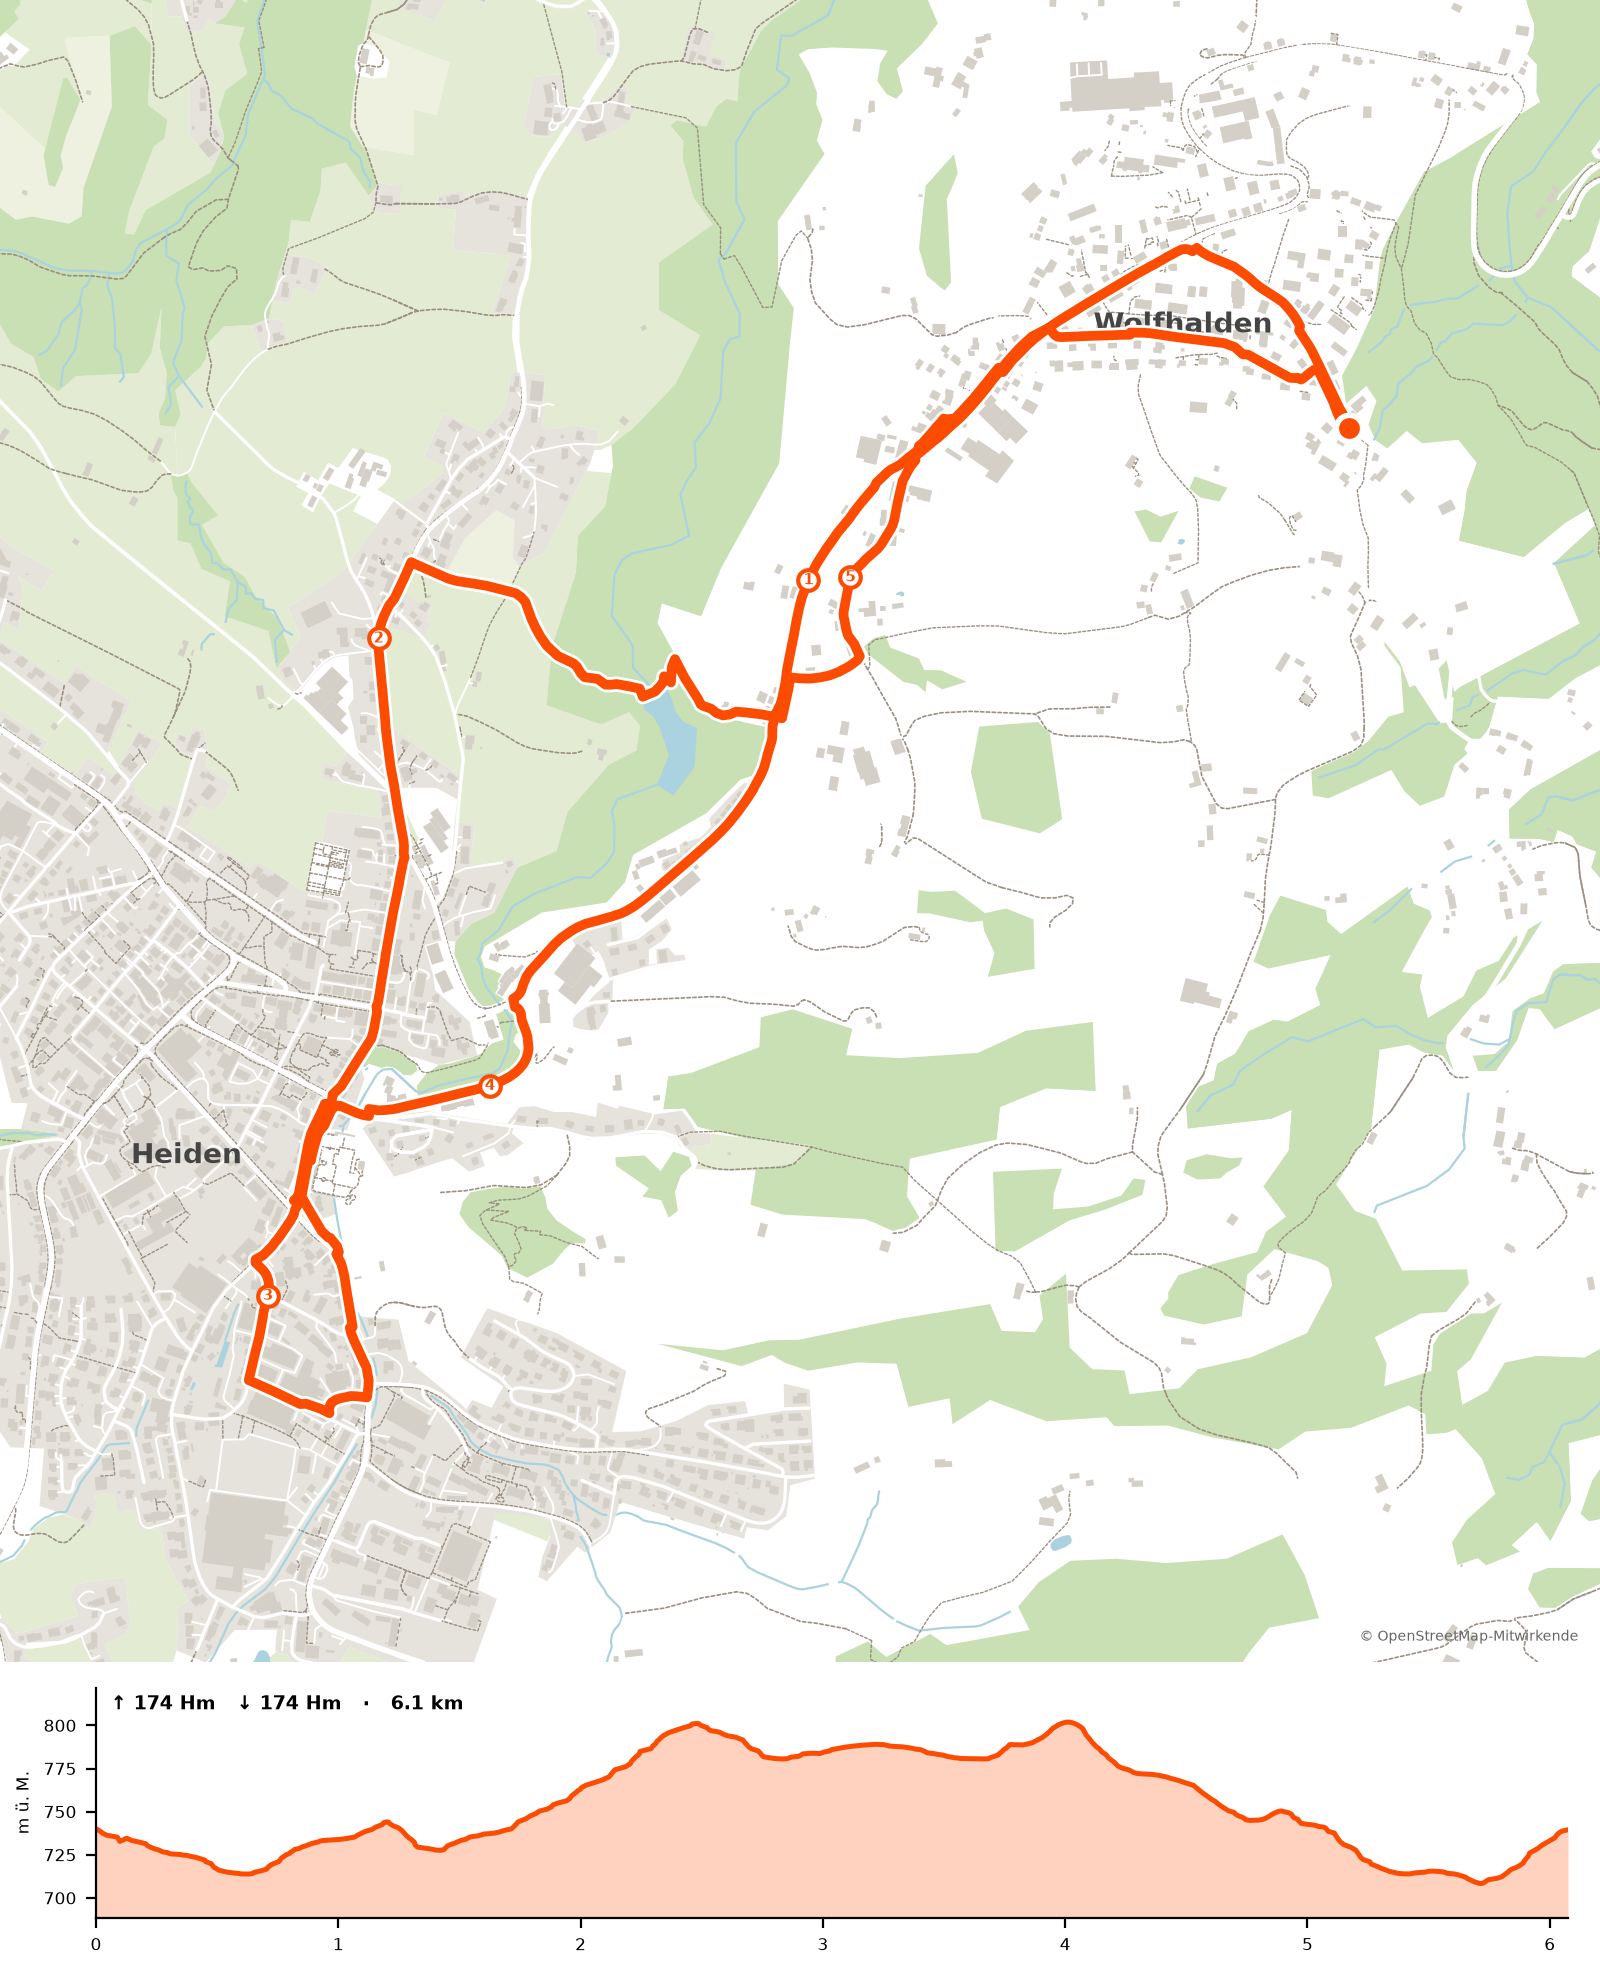 Wolfhalden
1
5
2
4
Heiden
3
© OpenStreetMap-Mitwirkende
↑ 174 Hm ↓ 174 Hm · 6.1 km
800
775
750
725
700
m ü. M.
0 1 2 3 4 5 6